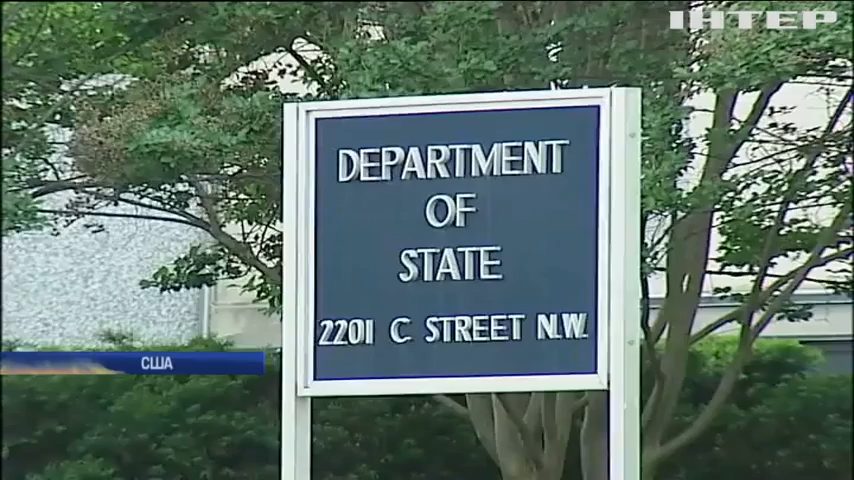 ІНТЕР
DEPARTMENT
OF
STATE
2201 C STREET N.W.
США